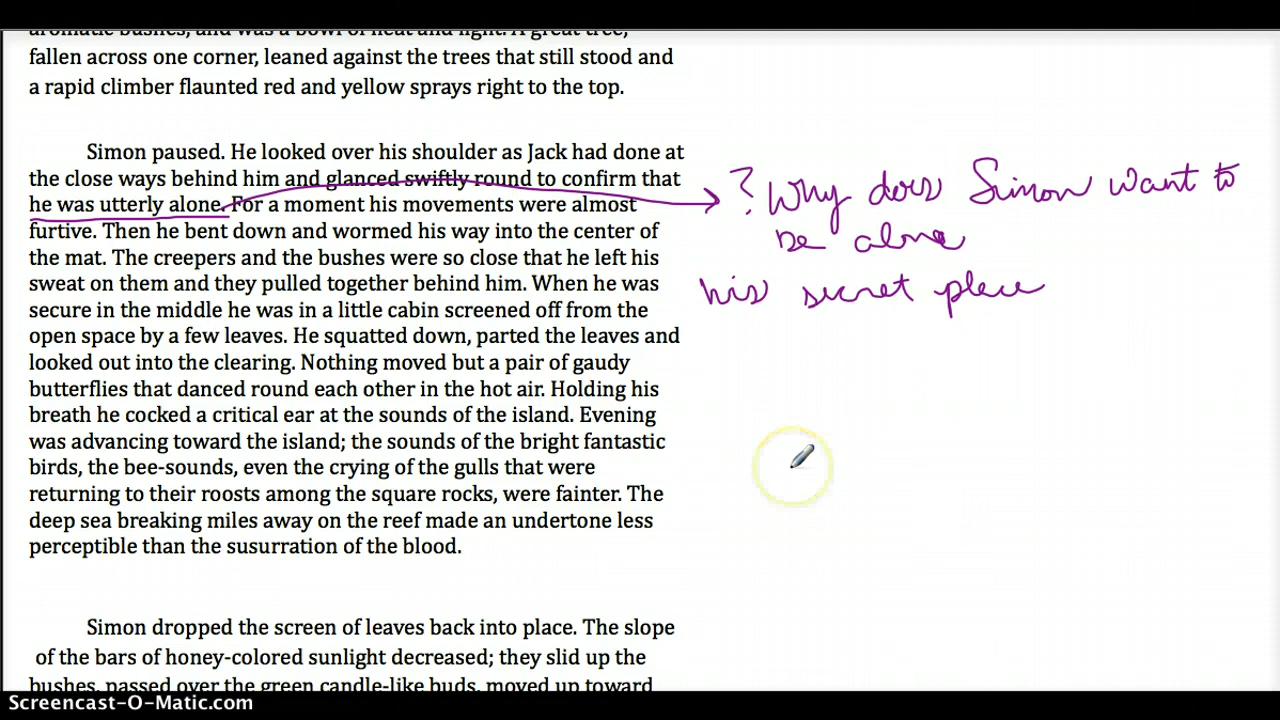 aromatic bushes, and was a bowl of heat and light. A great tree,
fallen across one corner, leaned against the trees that still stood and
a rapid climber flaunted red and yellow sprays right to the top.
Simon paused. He looked over his shoulder as Jack had done at
the close ways behind him and glanced swiftly round to confirm that
he was utterly alone. For a moment his movements were almost
furtive. Then he bent down and wormed his way into the center of
the mat. The creepers and the bushes were so close that he left his
sweat on them and they pulled together behind him. When he was
secure in the middle he was in a little cabin screened off from the
open space by a few leaves. He squatted down, parted the leaves and
looked out into the clearing. Nothing moved but a pair of gaudy
butterflies that danced round each other in the hot air. Holding his
breath he cocked a critical ear at the sounds of the island. Evening
was advancing toward the island; the sounds of the bright fantastic
birds, the bee-sounds, even the crying of the gulls that were
returning to their roosts among the square rocks, were fainter. The
deep sea breaking miles away on the reef made an undertone less
perceptible than the susurration of the blood.
Simon dropped the screen of leaves back into place. The slope
of the bars of honey-colored sunlight decreased; they slid up the
bushes, passed over the green candle-like buds, moved up toward
? Why does Simon want to
be alone
his secret place
Screencast-O-Matic.com